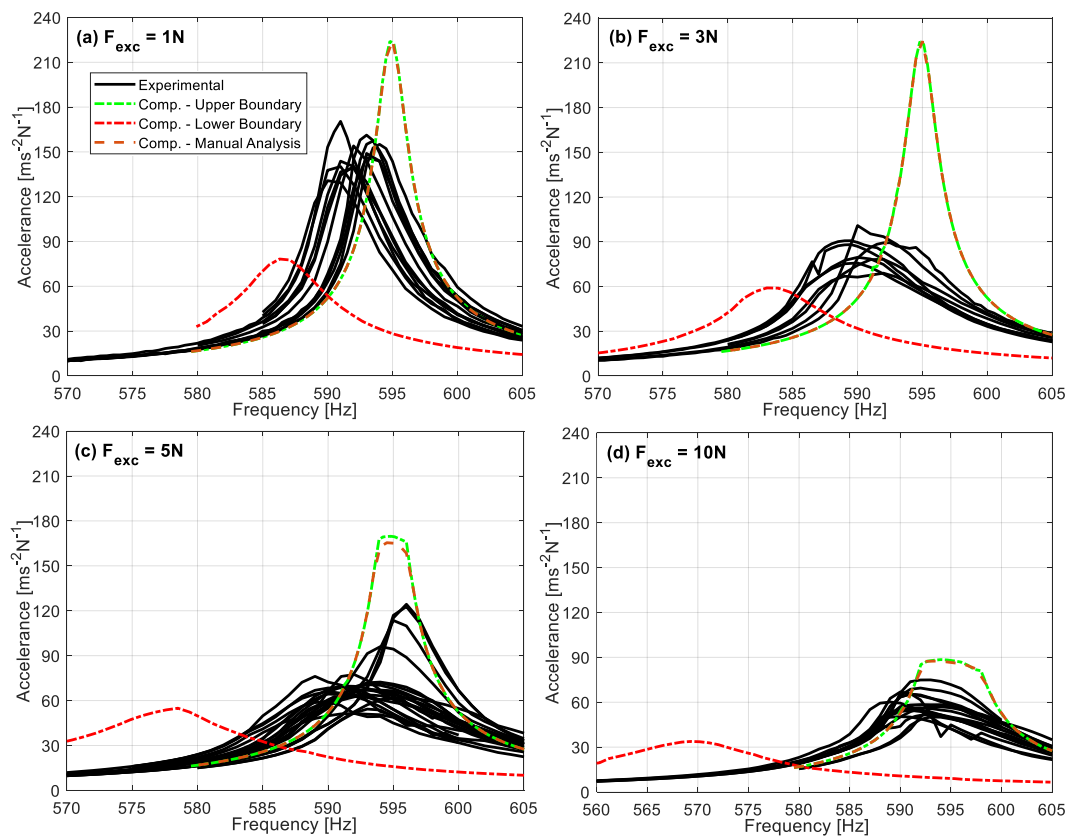 (a) F_exc = 1N
Experimental
Comp. - Upper Boundary
Comp. - Lower Boundary
Comp. - Manual Analysis
240
210
180
150
120
90
60
30
0
Accelerance [ms^-2N^-1]
570 575 580 585 590 595 600 605
Frequency [Hz]
(b) F_exc = 3N
240
210
180
150
120
90
60
30
0
Accelerance [ms^-2N^-1]
570 575 580 585 590 595 600 605
Frequency [Hz]
(c) F_exc = 5N
240
210
180
150
120
90
60
30
0
Accelerance [ms^-2N^-1]
570 575 580 585 590 595 600 605
Frequency [Hz]
(d) F_exc = 10N
240
210
180
150
120
90
60
30
0
Accelerance [ms^-2N^-1]
560 565 570 575 580 585 590 595 600 605
Frequency [Hz]